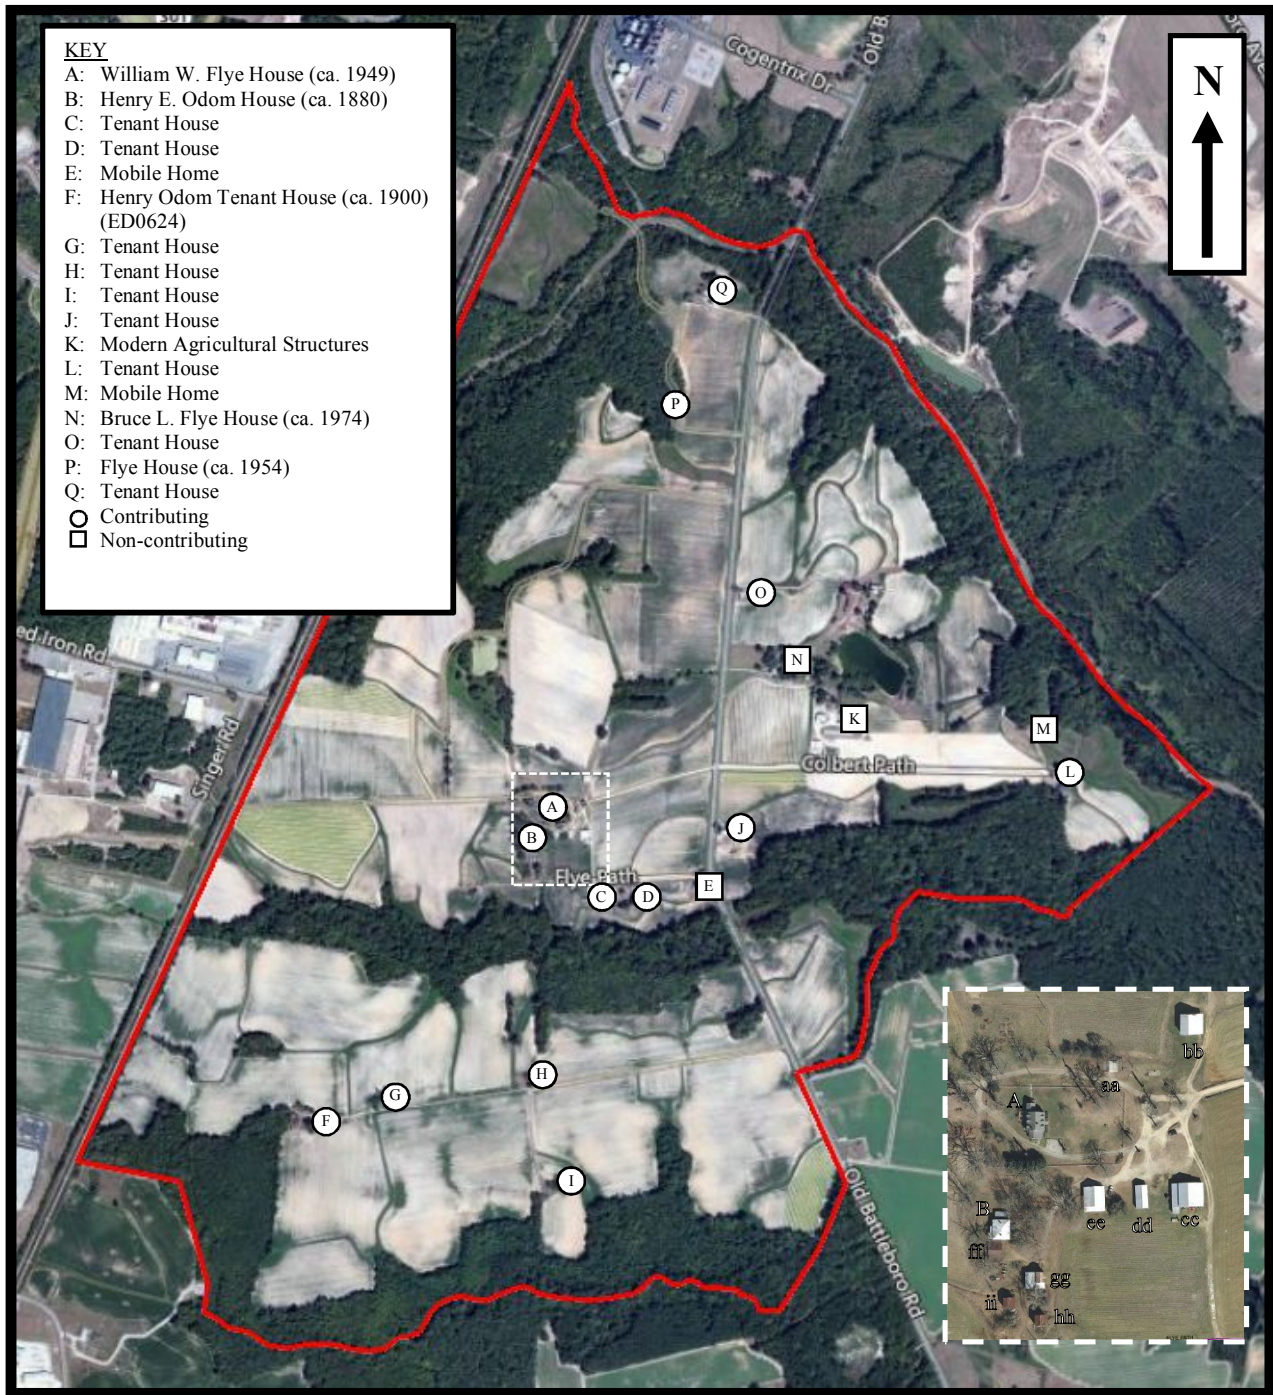 301
KEY
A: William W. Flye House (ca. 1949)
B: Henry E. Odom House (ca. 1880)
C: Tenant House
D: Tenant House
E: Mobile Home
F: Henry Odom Tenant House (ca. 1900)
(ED0624)
G: Tenant House
H: Tenant House
I: Tenant House
J: Tenant House
K: Modern Agricultural Structures
L: Tenant House
M: Mobile Home
N: Bruce L. Flye House (ca. 1974)
O: Tenant House
P: Flye House (ca. 1954)
Q: Tenant House
Contributing
Non-contributing
Cogentrix Dr
Old B
N
Q
P
O
N
K
M
L
Colbert Path
ed Iron Rd
Singer Rd
A
B
J
Flye Path
C
D
E
H
G
F
I
Old Battleboro Rd
bb
aa
A
B
ee
dd
cc
ff
gg
ii
hh